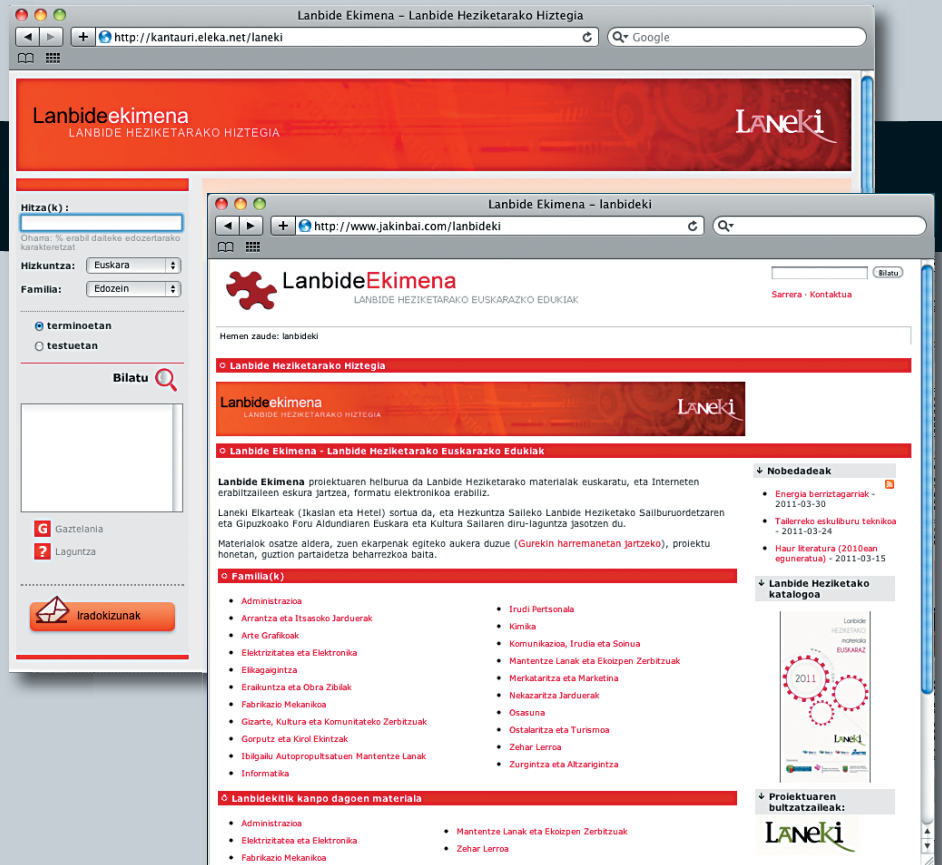 Lanbide Ekimena – Lanbide Heziketarako Hiztegia
http://kantauri.eleka.net/laneki
Google
Lanbideekimena
LANBIDE HEZIKETARAKO HIZTEGIA
LANEKI
Hitza(k) :
Oharra: % erabil daiteke edozertarako
karakteretzat
Hizkuntza: Euskara
Familia: Edozein
terminoetan
testuetan
Bilatu
G Gaztelania
? Laguntza
Iradokizunak
Lanbide Ekimena – lanbideki
http://www.jakinbai.com/lanbideki
LanbideEkimena
LANBIDE HEZIKETARAKO EUSKARAZKO EDUKIAK
Bilatu
Sarrera · Kontaktua
Hemen zaude: lanbideki
Lanbide Heziketarako Hiztegia
Lanbideekimena
LANBIDE HEZIKETARAKO HIZTEGIA
LANEKI
Lanbide Ekimena - Lanbide Heziketarako Euskarazko Edukiak
Lanbide Ekimena proiektuaren helburua da Lanbide Heziketarako materialak euskaratu, eta Interneten
erabiltzaileen eskura jartzea, formatu elektronikoa erabiliz.
Laneki Elkarteak (Ikaslan eta Hetel) sortua da, eta Hezkuntza Saileko Lanbide Heziketako Sailburuordetzaren
eta Gipuzkoako Foru Aldundiaren Euskara eta Kultura Sailaren diru-laguntza jasotzen du.
Materialok osatze aldera, zuen ekarpenak egiteko aukera duzue (Gurekin harremanetan jartzeko), proiektu
honetan, guztion partaidetza beharrezkoa baita.
Familia(k)
Administrazioa
Arrantza eta Itsasoko Jarduerak
Arte Grafikoak
Elektrizitatea eta Elektronika
Elikagaigintza
Eraikuntza eta Obra Zibilak
Fabrikazio Mekanikoa
Gizarte, Kultura eta Komunitateko Zerbitzuak
Gorputz eta Kirol Ekintzak
Ibilgailu Autopropultsatuen Mantentze Lanak
Informatika
Irudi Pertsonala
Kimika
Komunikazioa, Irudia eta Soinua
Mantentze Lanak eta Ekoizpen Zerbitzuak
Merkataritza eta Marketina
Nekazaritza Jarduerak
Osasuna
Ostalaritza eta Turismoa
Zehar Lerroa
Zurgintza eta Altzarigintza
Lanbidekitik kanpo dagoen materiala
Administrazioa
Elektrizitatea eta Elektronika
Fabrikazio Mekanikoa
Mantentze Lanak eta Ekoizpen Zerbitzuak
Zehar Lerroa
Nobedadeak
Energia berriztagarriak -
2011-03-30
Tailerreko eskuliburu teknikoa
- 2011-03-24
Haur literatura (2010ean
eguneratua) - 2011-03-15
Lanbide Heziketako
katalogoa
Lanbide
HEZIKETAKO
materiala
EUSKARAZ
2011
LANEKI
Proiektuaren
bultzatzaileak:
LANEKI